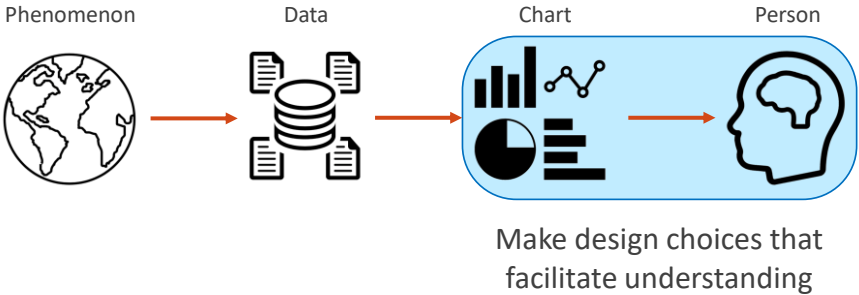 Phenomenon
Data
Chart
Person
Make design choices that
facilitate understanding